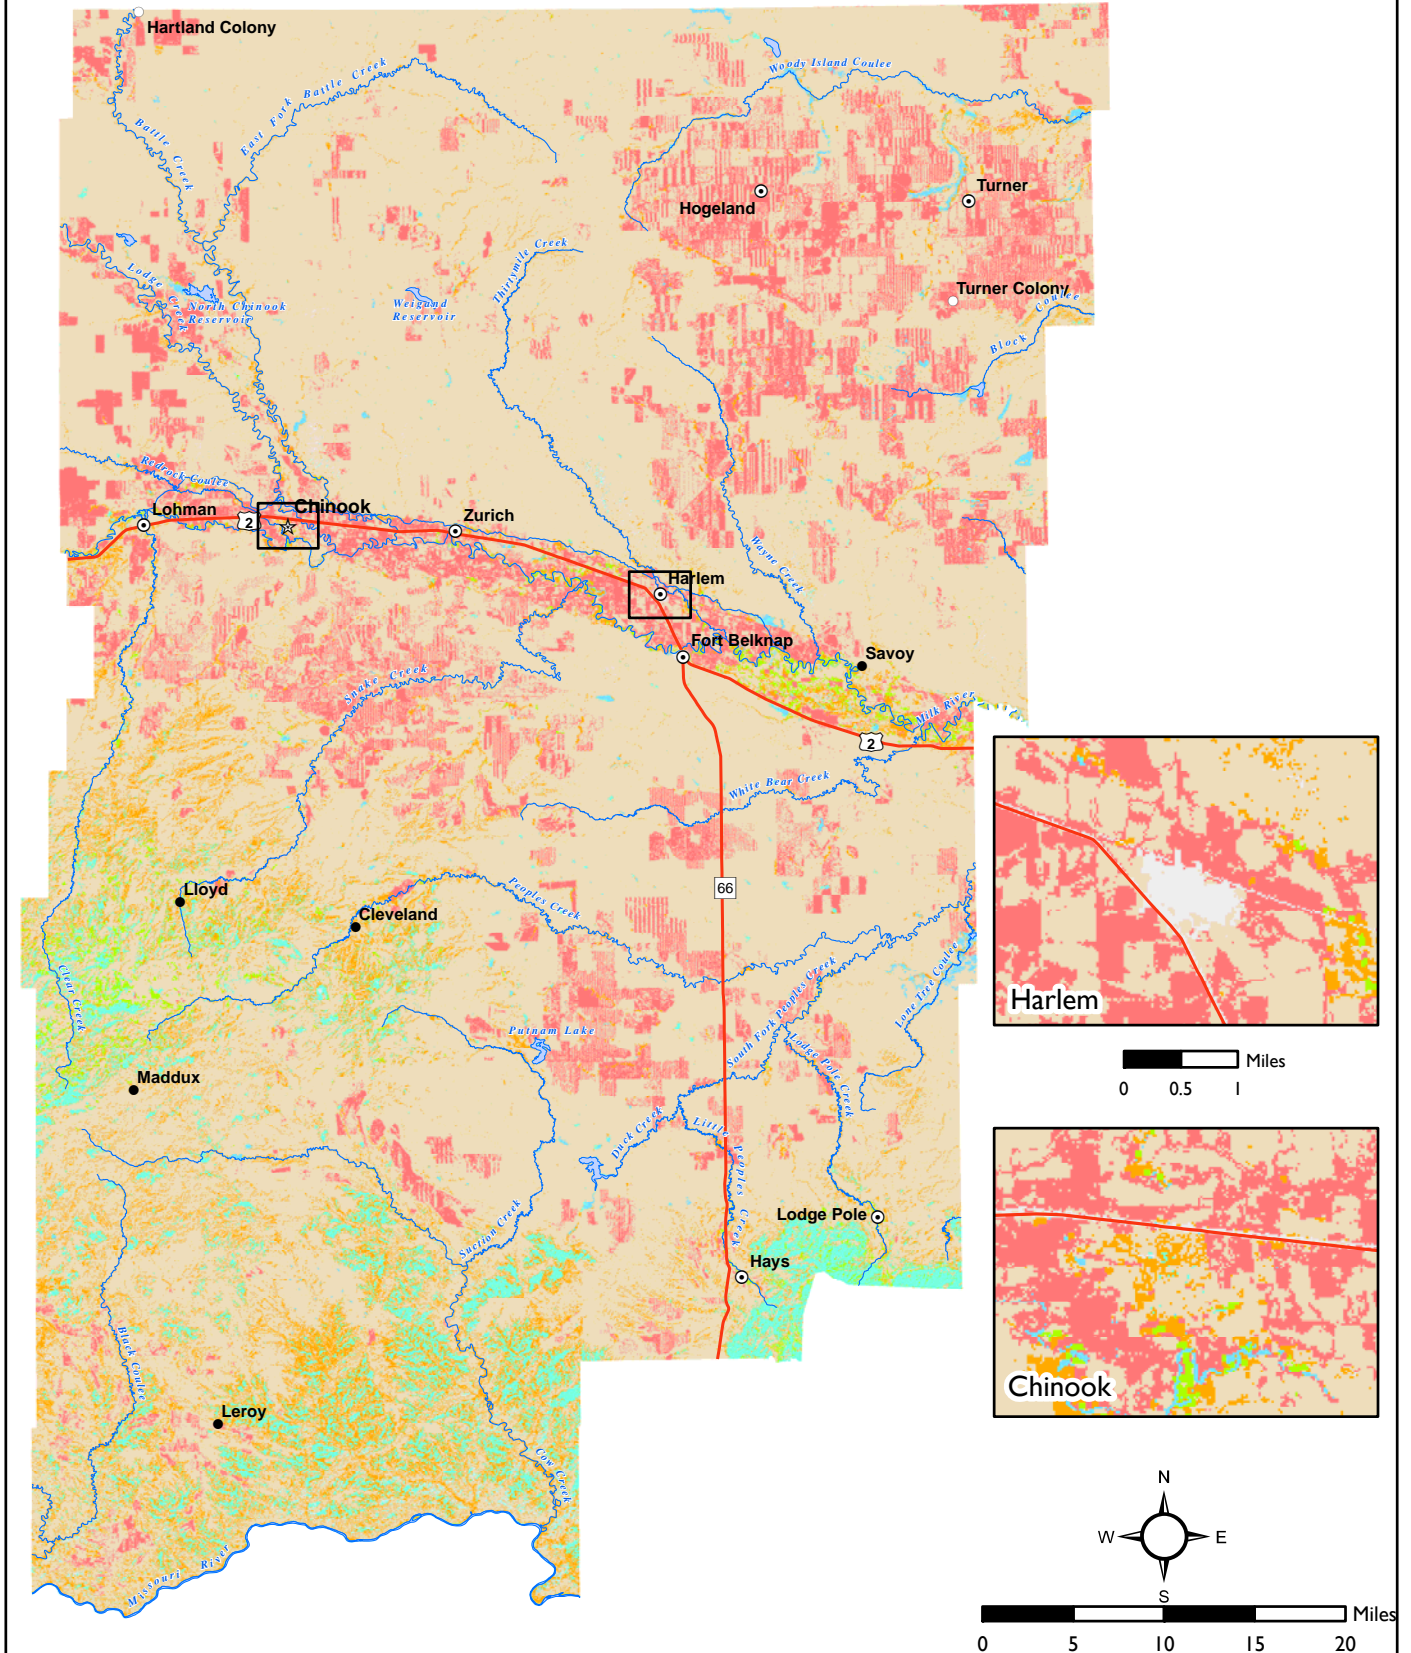 Hartland Colony
Woody Island Coulee
East Fork Battle Creek
Battle Creek
Turner
Hogeland
Thirtymile Creek
Lodge Creek
Turner Colony
North Chinook
Reservoir
Weigand
Reservoir
Block Coulee
Redrock Coulee
Chinook
Lohman
2
Zurich
Wayne Creek
Harlem
Fort Belknap
Savoy
Snake Creek
Milk River
2
White Bear Creek
Lloyd
66
Peoples Creek
Cleveland
Clear Creek
Lone Tree Coulee
South Fork Peoples Creek
Harlem
Putnam Lake
Lodge Pole Creek
Miles
0 0.5 1
Maddux
Duck Creek
Little Peoples Creek
Lodge Pole
Suction Creek
Hays
Black Coulee
Chinook
Leroy
Cow Creek
N
W E
S
Missouri River
Miles
0 5 10 15 20